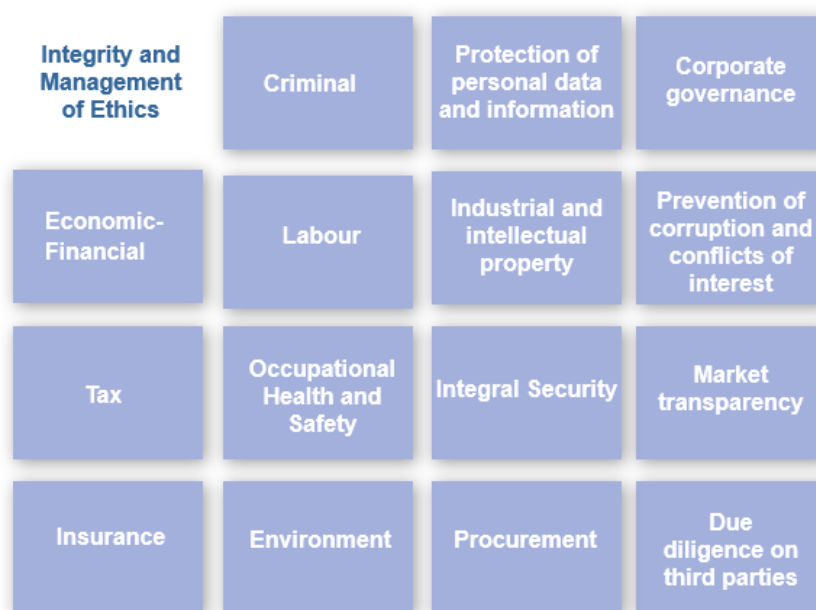 Integrity and
Management
of Ethics
Criminal
Protection of
personal data
and information
Corporate
governance
Economic-
Financial
Labour
Industrial and
intellectual
property
Prevention of
corruption and
conflicts of
interest
Tax
Occupational
Health and
Safety
Integral Security
Market
transparency
Insurance
Environment
Procurement
Due
diligence on
third parties